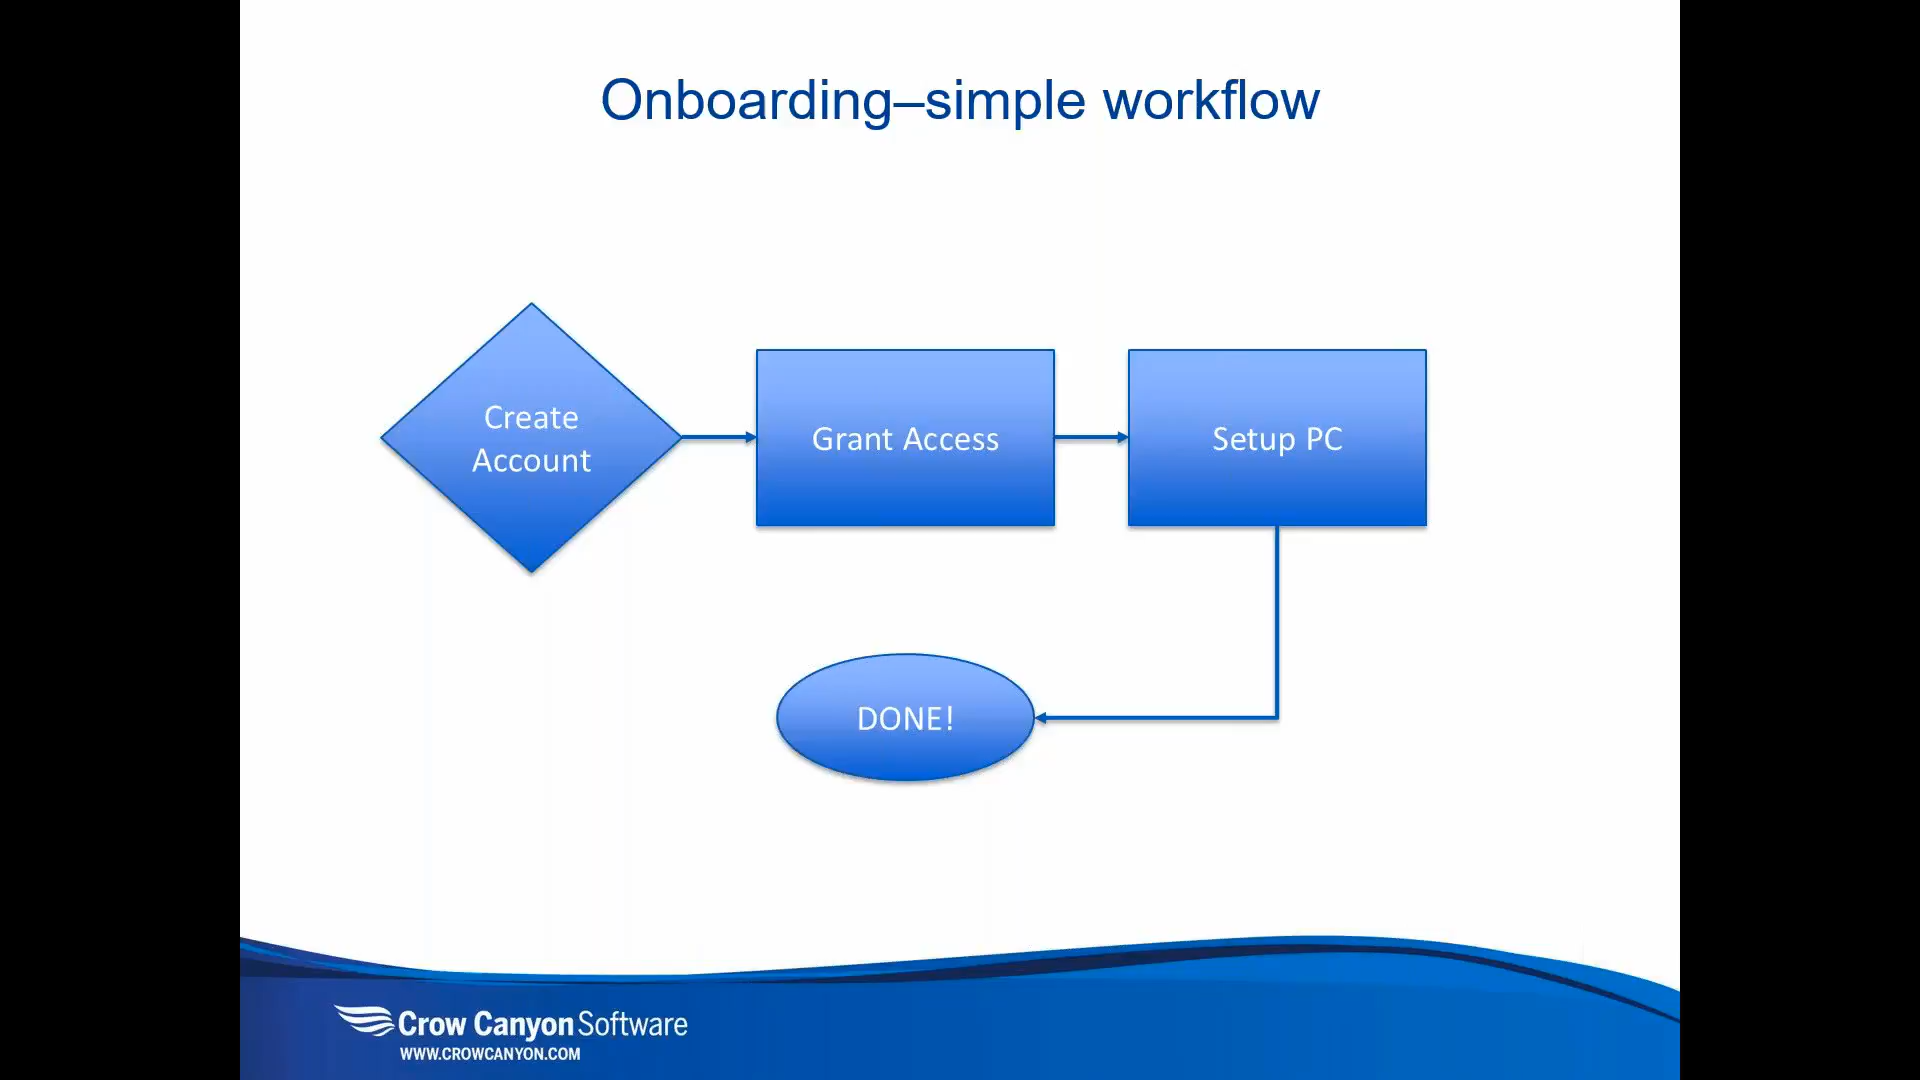 Onboarding–simple workflow
Create
Account
Grant Access
Setup PC
DONE!
Crow Canyon Software
WWW.CROWCANYON.COM